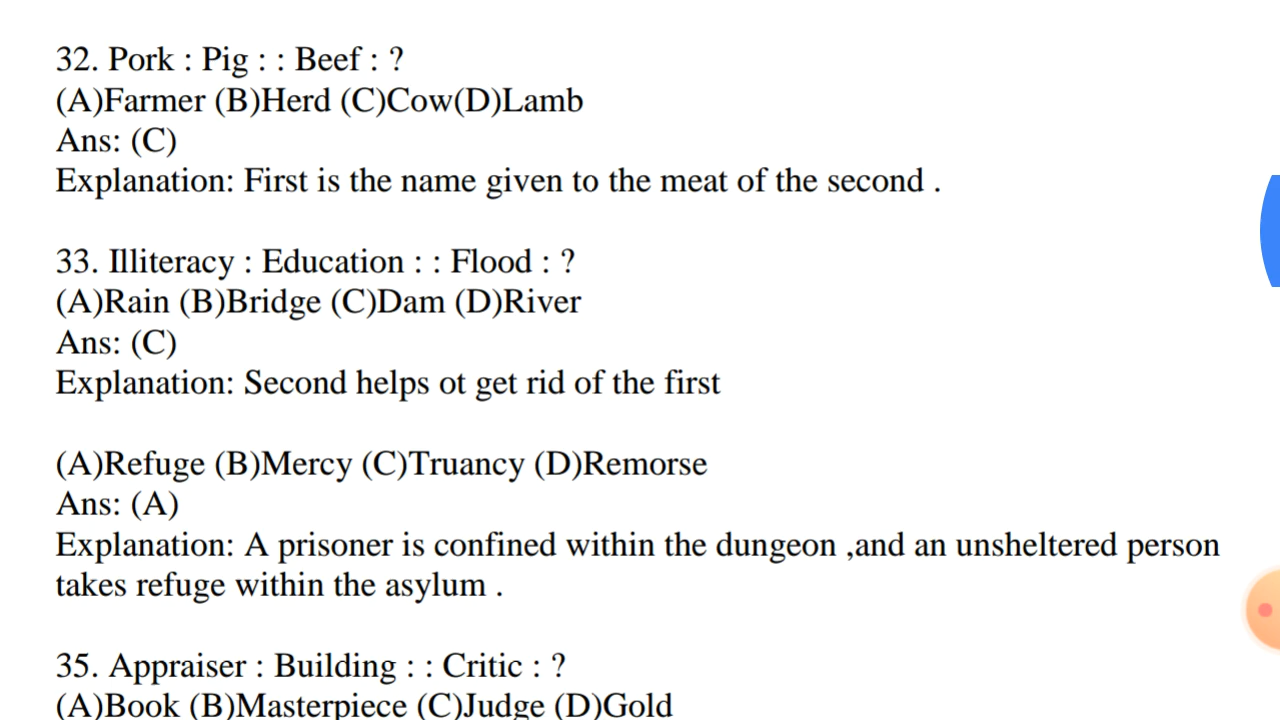 32. Pork : Pig : : Beef : ?
(A)Farmer (B)Herd (C)Cow(D)Lamb
Ans: (C)
Explanation: First is the name given to the meat of the second .
33. Illiteracy : Education : : Flood : ?
(A)Rain (B)Bridge (C)Dam (D)River
Ans: (C)
Explanation: Second helps ot get rid of the first
(A)Refuge (B)Mercy (C)Truancy (D)Remorse
Ans: (A)
Explanation: A prisoner is confined within the dungeon ,and an unsheltered person
takes refuge within the asylum .
35. Appraiser : Building : : Critic : ?
(A)Book (B)Masterpiece (C)Judge (D)Gold